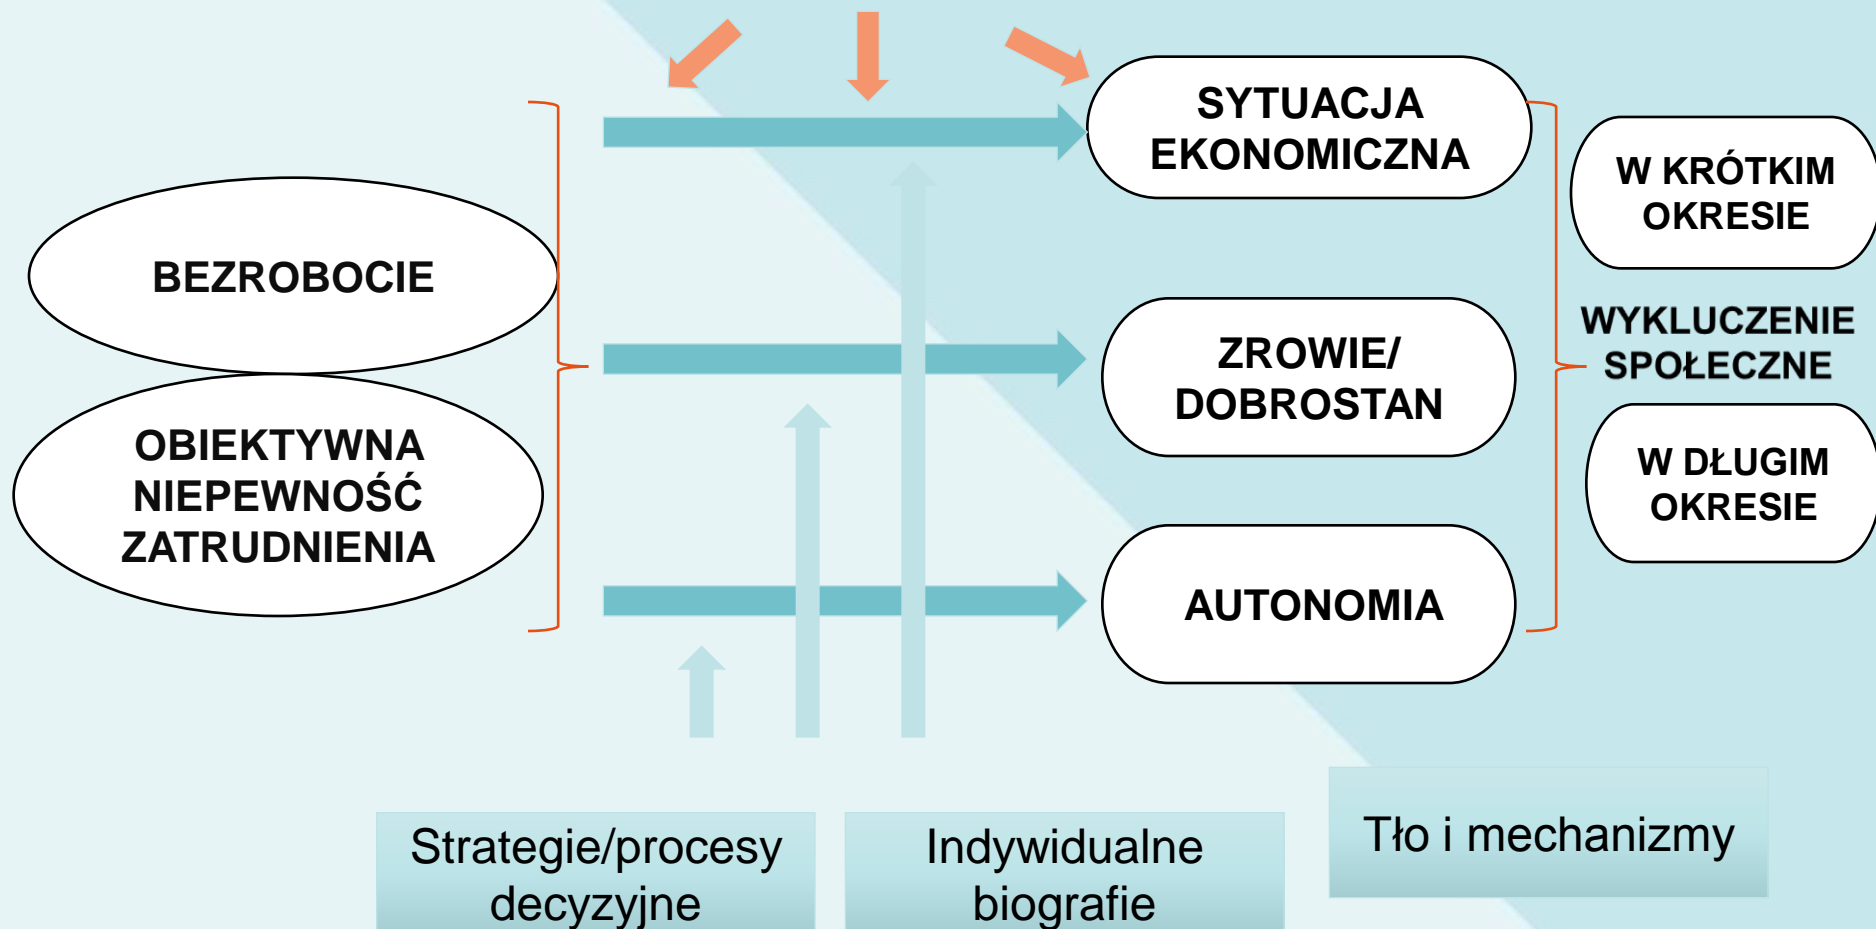 BEZROBOCIE
OBIEKTYWNA
NIEPEWNOŚĆ
ZATRUDNIENIA
SYTUACJA
EKONOMICZNA
ZROWIE/
DOBROSTAN
AUTONOMIA
W KRÓTKIM
OKRESIE
WYKLUCZENIE
SPOŁECZNE
W DŁUGIM
OKRESIE
Strategie/procesy
decyzyjne
Indywidualne
biografie
Tło i mechanizmy